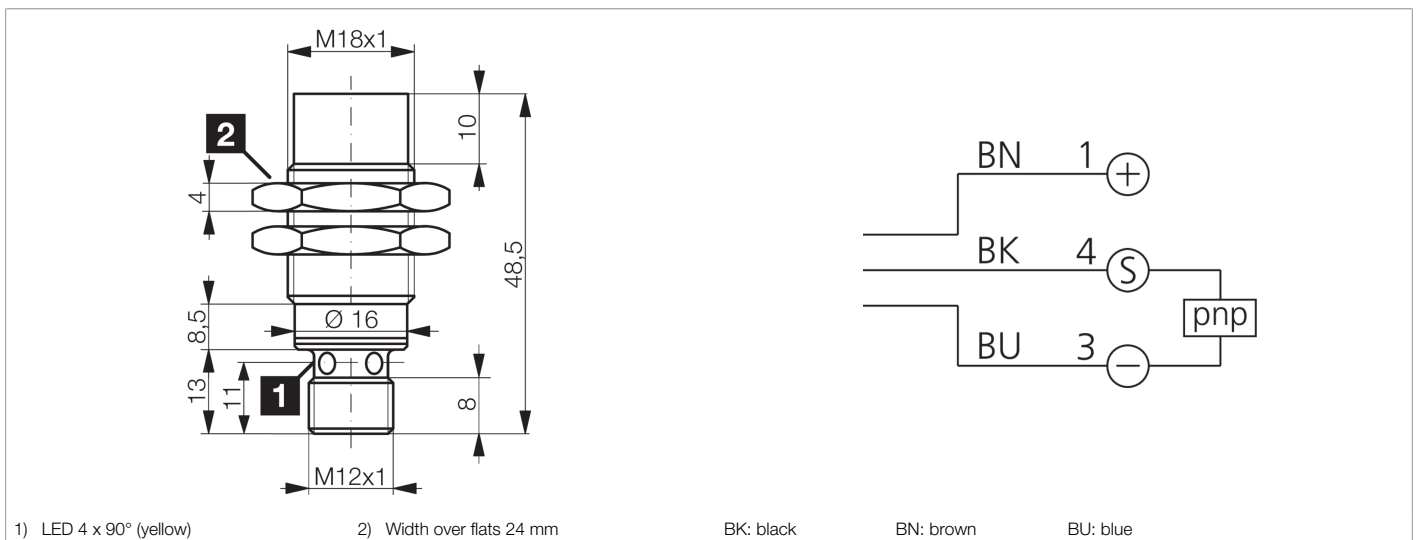 M18x1
2
10
4
48,5
8,5
Ø 16
13
11
1
8
M12x1
BN 1 +
BK 4 S
pnp
BU 3 −
1) LED 4 x 90° (yellow) 2) Width over flats 24 mm BK: black BN: brown BU: blue